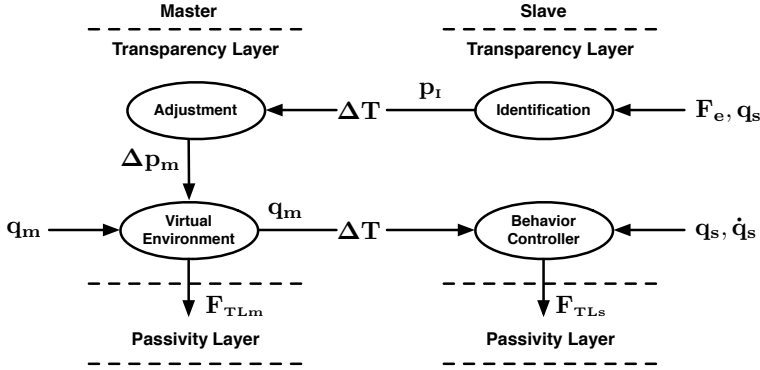 Master Slave
Transparency Layer Transparency Layer
Adjustment ΔT p_I Identification F_e, q_s
Δp_m
q_m Virtual Environment q_m ΔT Behavior Controller q_s, q̇_s
F_TLm F_TLs
Passivity Layer Passivity Layer